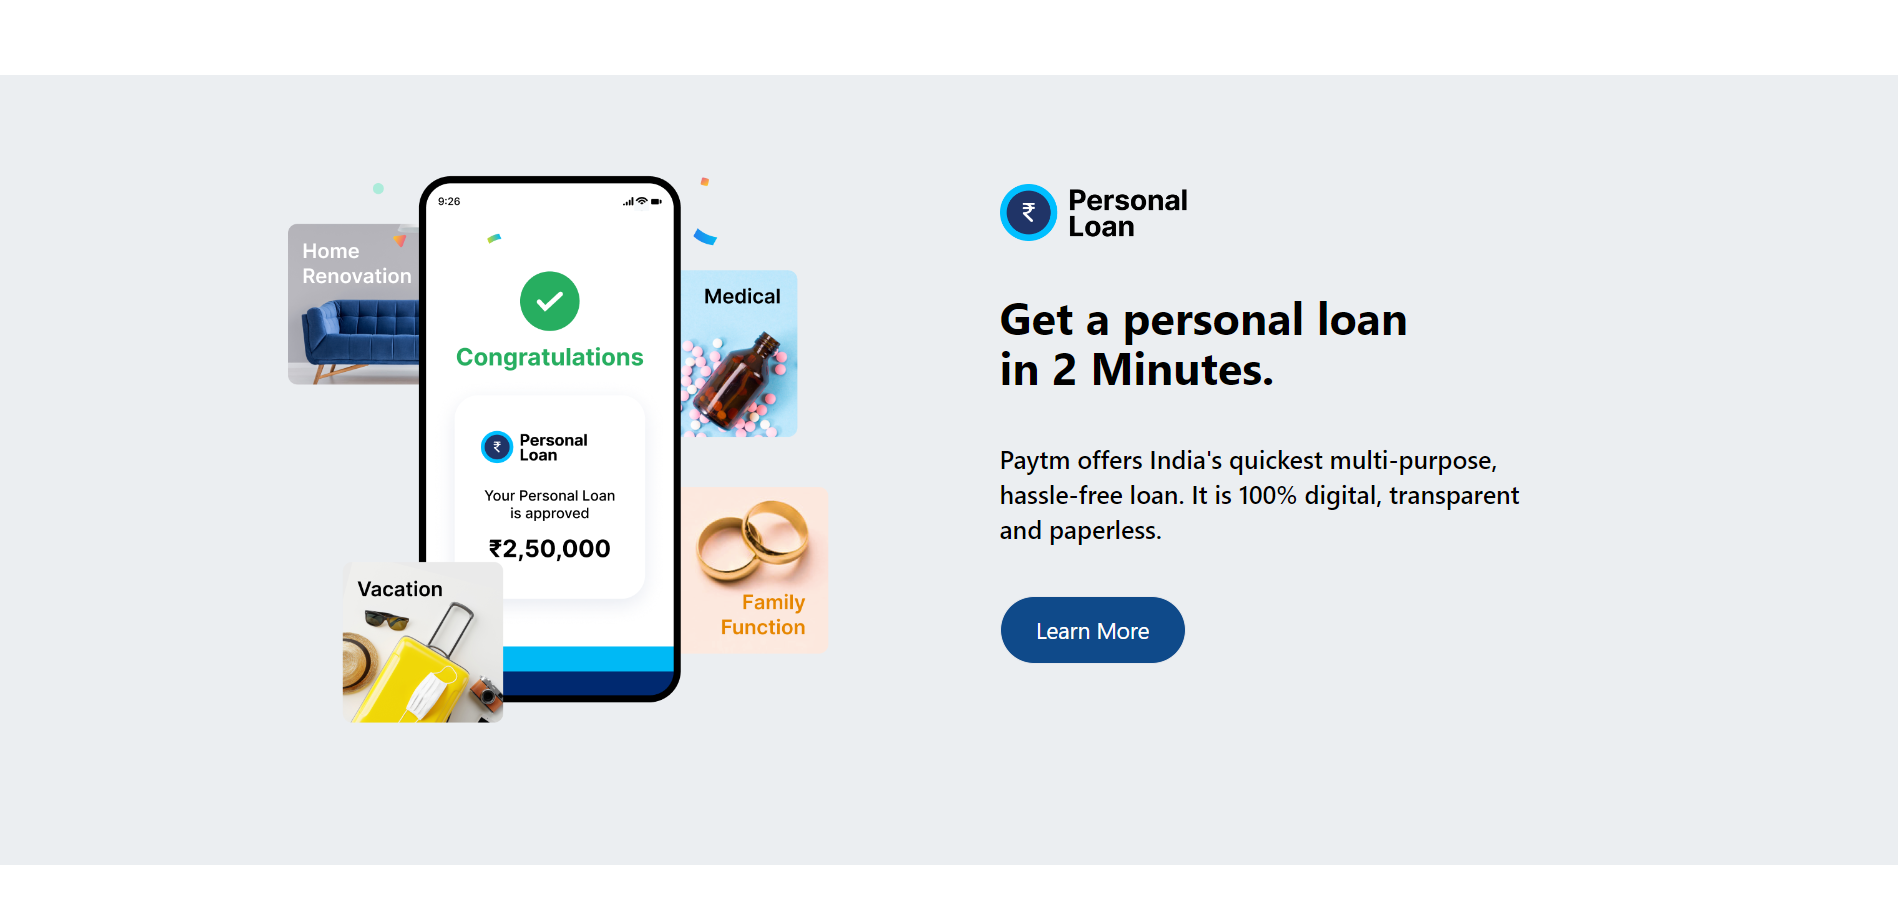 9:26
Home
Renovation
Congratulations
₹
Personal
Loan
Your Personal Loan
is approved
₹2,50,000
Medical
Family
Function
Vacation
₹
Personal
Loan
Get a personal loan
in 2 Minutes.
Paytm offers India's quickest multi-purpose,
hassle-free loan. It is 100% digital, transparent
and paperless.
Learn More